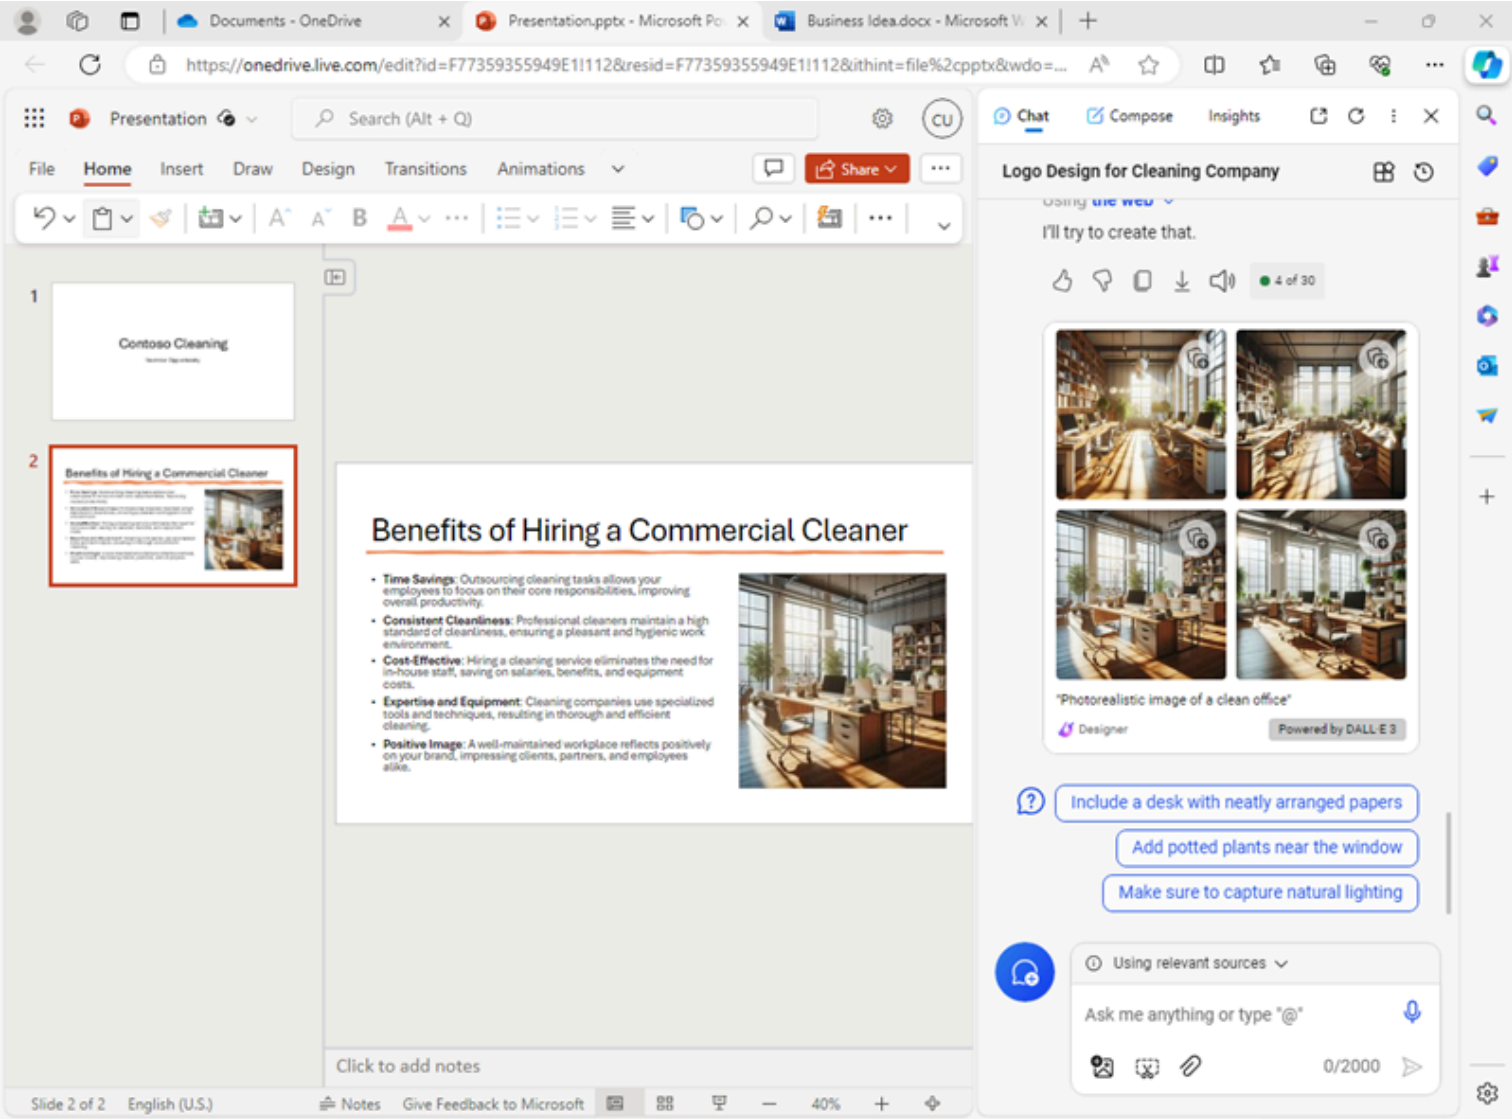 Documents - OneDrive
Presentation.pptx - Microsoft Po
Business Idea.docx - Microsoft W
https://onedrive.live.com/edit?id=F77359355949E1!112&resid=F77359355949E1!112&ithint=file%2cpptx&wdo=...
Presentation
Search (Alt + Q)
CU
File
Home
Insert
Draw
Design
Transitions
Animations
Share
1
Contoso Cleaning
2
Benefits of Hiring a Commercial Cleaner
Benefits of Hiring a Commercial Cleaner
• Time Savings: Outsourcing cleaning tasks allows your
employees to focus on their core responsibilities, improving
overall productivity.
• Consistent Cleanliness: Professional cleaners maintain a high
standard of cleanliness, ensuring a pleasant and hygienic work
environment.
• Cost-Effective: Hiring a cleaning service eliminates the need for
in-house staff, saving on salaries, benefits, and equipment
costs.
• Expertise and Equipment: Cleaning companies use specialized
tools and techniques, resulting in thorough and efficient
cleaning.
• Positive Image: A well-maintained workplace reflects positively
on your brand, impressing clients, partners, and employees
alike.
Click to add notes
Slide 2 of 2
English (U.S.)
Notes
Give Feedback to Microsoft
40%
Chat
Compose
Insights
Logo Design for Cleaning Company
Using the web
I'll try to create that.
4 of 30
"Photorealistic image of a clean office"
Designer
Powered by DALL·E 3
Include a desk with neatly arranged papers
Add potted plants near the window
Make sure to capture natural lighting
Using relevant sources
Ask me anything or type "@"
0/2000